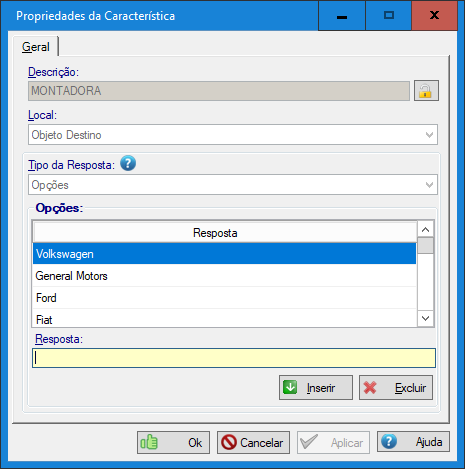 Propriedades da Característica
Geral
Descrição:
MONTADORA
Local:
Objeto Destino
Tipo da Resposta:
Opções
Opções:
Resposta
Volkswagen
General Motors
Ford
Fiat
Resposta:
Inserir
Excluir
Ok
Cancelar
Aplicar
Ajuda